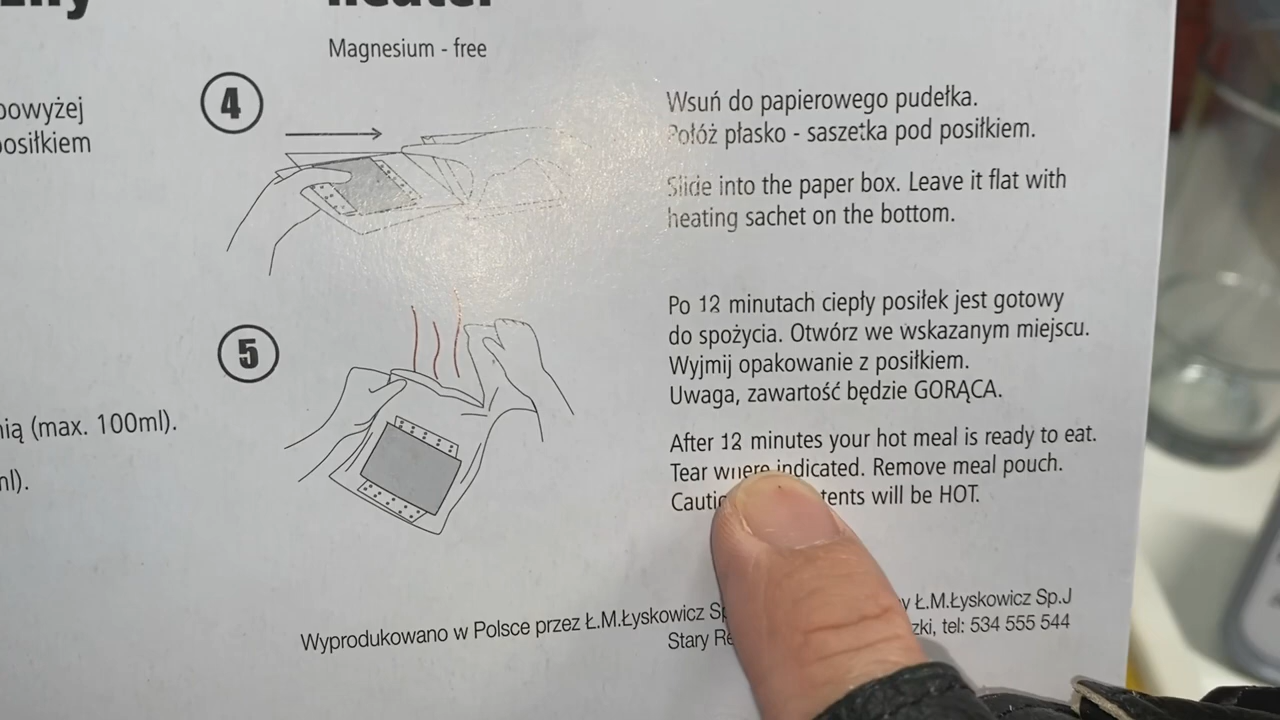 heater
Magnesium - free
powyżej
posiłkiem
4
Wsuń do papierowego pudełka.
Połóż płasko - saszetka pod posiłkiem.
Slide into the paper box. Leave it flat with
heating sachet on the bottom.
5
Po 12 minutach ciepły posiłek jest gotowy
do spożycia. Otwórz we wskazanym miejscu.
Wyjmij opakowanie z posiłkiem.
Uwaga, zawartość będzie GORĄCA.
(max. 100ml).
After 12 minutes your hot meal is ready to eat.
Tear where indicated. Remove meal pouch.
will be HOT.
Wyprodukowano w Polsce przez Ł.M.Łyskowicz Ł.M.Łyskowicz Sp.J
Stary tel: 534 555 544